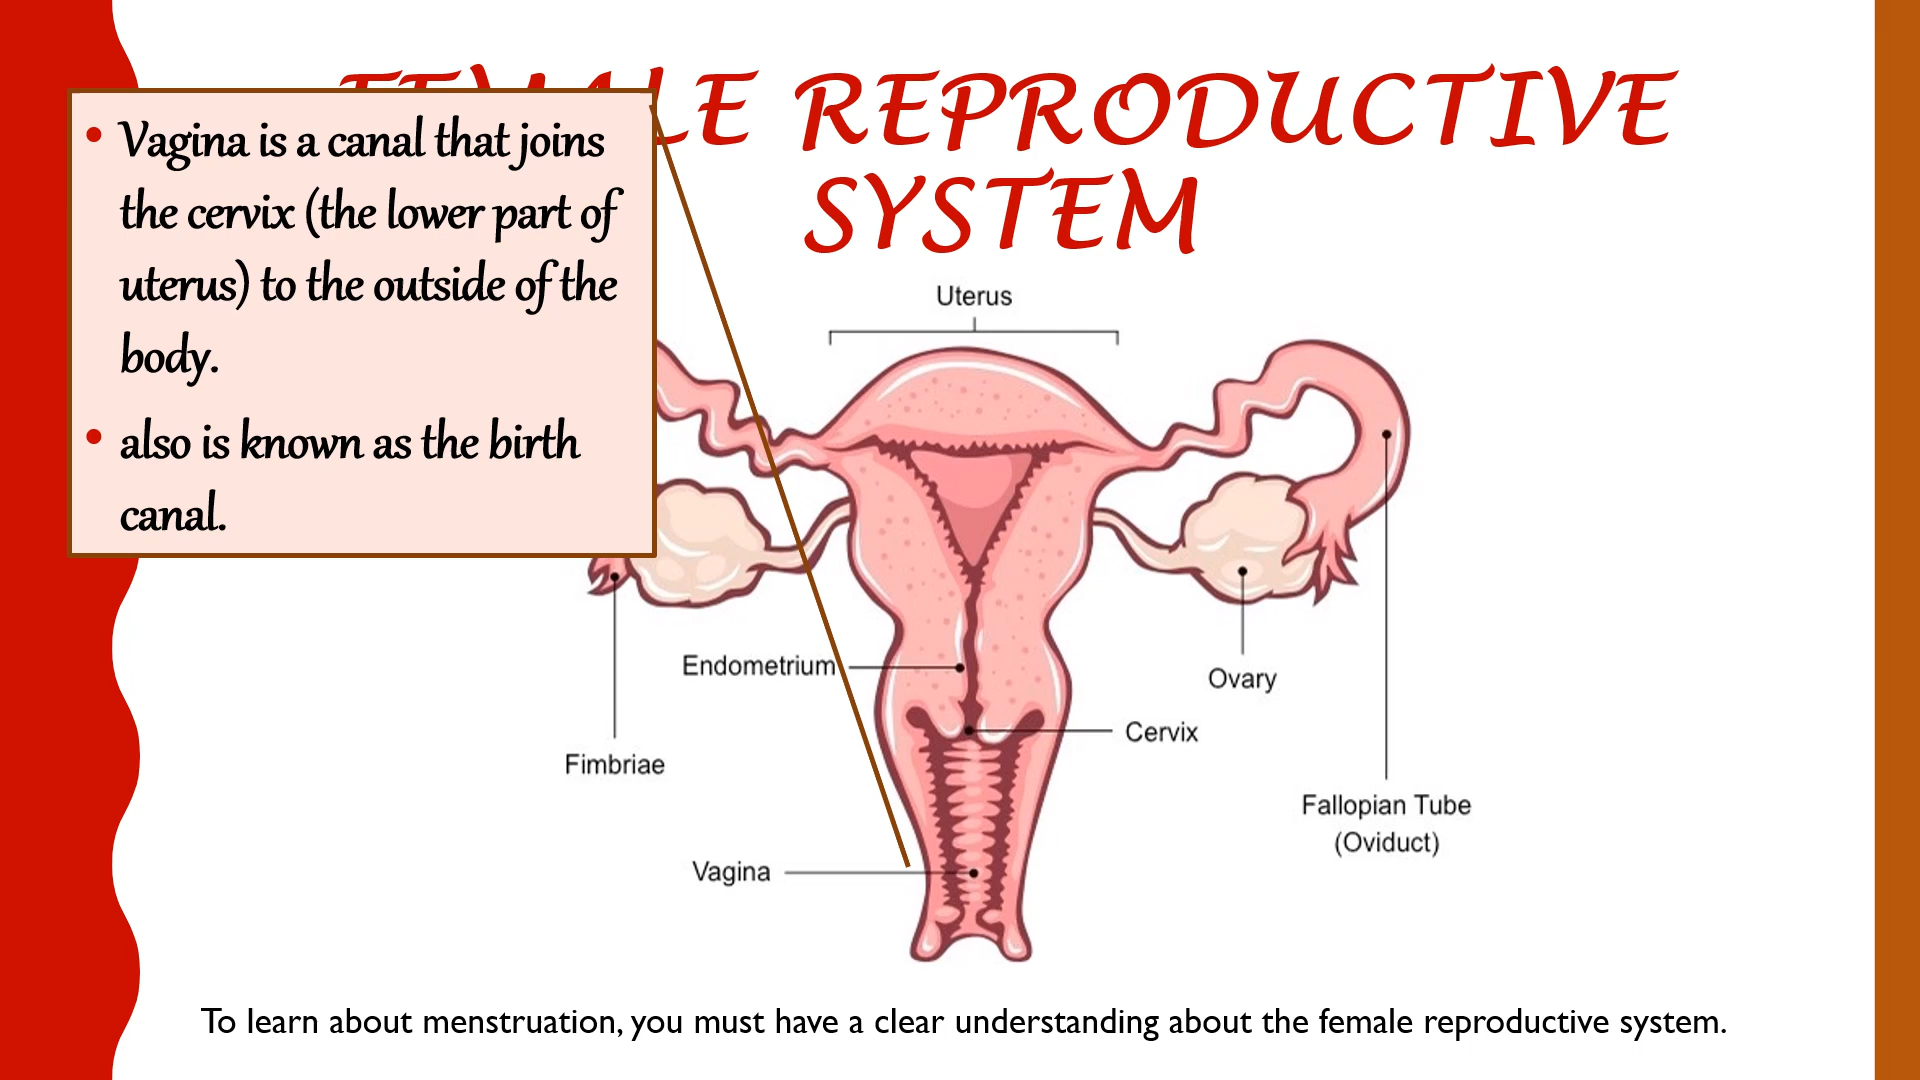 FEMALE REPRODUCTIVE
SYSTEM
• Vagina is a canal that joins
the cervix (the lower part of
uterus) to the outside of the
body.
• also is known as the birth
canal.
Uterus
Endometrium
Ovary
Cervix
Fimbriae
Fallopian Tube
(Oviduct)
Vagina
To learn about menstruation, you must have a clear understanding about the female reproductive system.